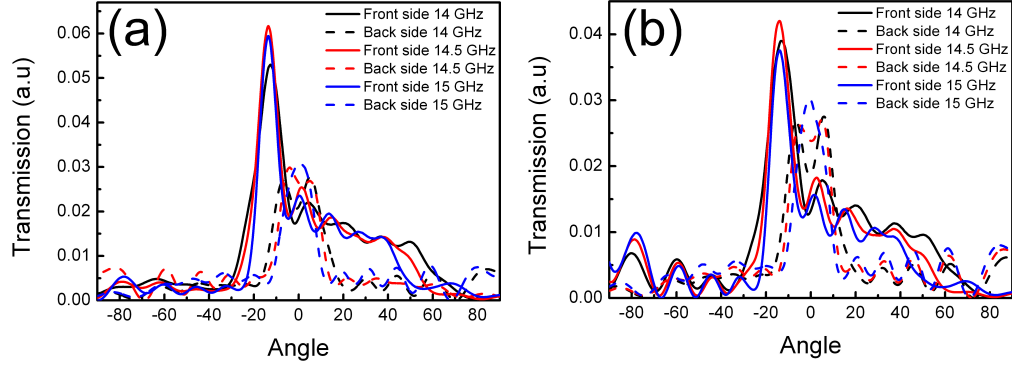 (a)
Front side 14 GHz
Back side 14 GHz
Front side 14.5 GHz
Back side 14.5 GHz
Front side 15 GHz
Back side 15 GHz
Transmission (a.u)
0.06
0.05
0.04
0.03
0.02
0.01
0.00
-80 -60 -40 -20 0 20 40 60 80
Angle
(b)
Front side 14 GHz
Back side 14 GHz
Front side 14.5 GHz
Back side 14.5 GHz
Front side 15 GHz
Back side 15 GHz
Transmission (a.u)
0.04
0.03
0.02
0.01
0.00
-80 -60 -40 -20 0 20 40 60 80
Angle